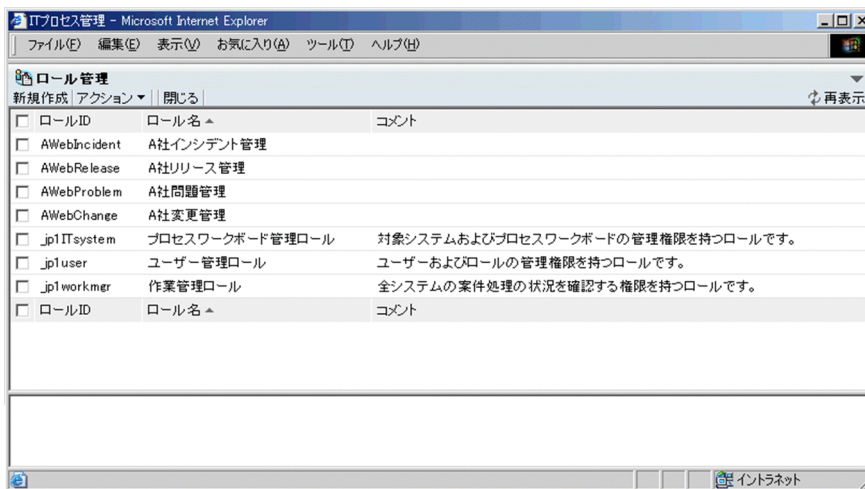 ITプロセス管理 - Microsoft Internet Explorer
ファイル(F) 編集(E) 表示(V) お気に入り(A) ツール(T) ヘルプ(H)
ロール管理
新規作成 アクション 閉じる 再表示
ロールID ロール名 コメント
AWebIncident A社インシデント管理
AWebRelease A社リリース管理
AWebProblem A社問題管理
AWebChange A社変更管理
_jp1ITsystem プロセスワークボード管理ロール 対象システムおよびプロセスワークボードの管理権限を持つロールです。
_jp1user ユーザー管理ロール ユーザーおよびロールの管理権限を持つロールです。
_jp1workmgr 作業管理ロール 全システムの案件処理の状況を確認する権限を持つロールです。
ロールID ロール名 コメント
イントラネット